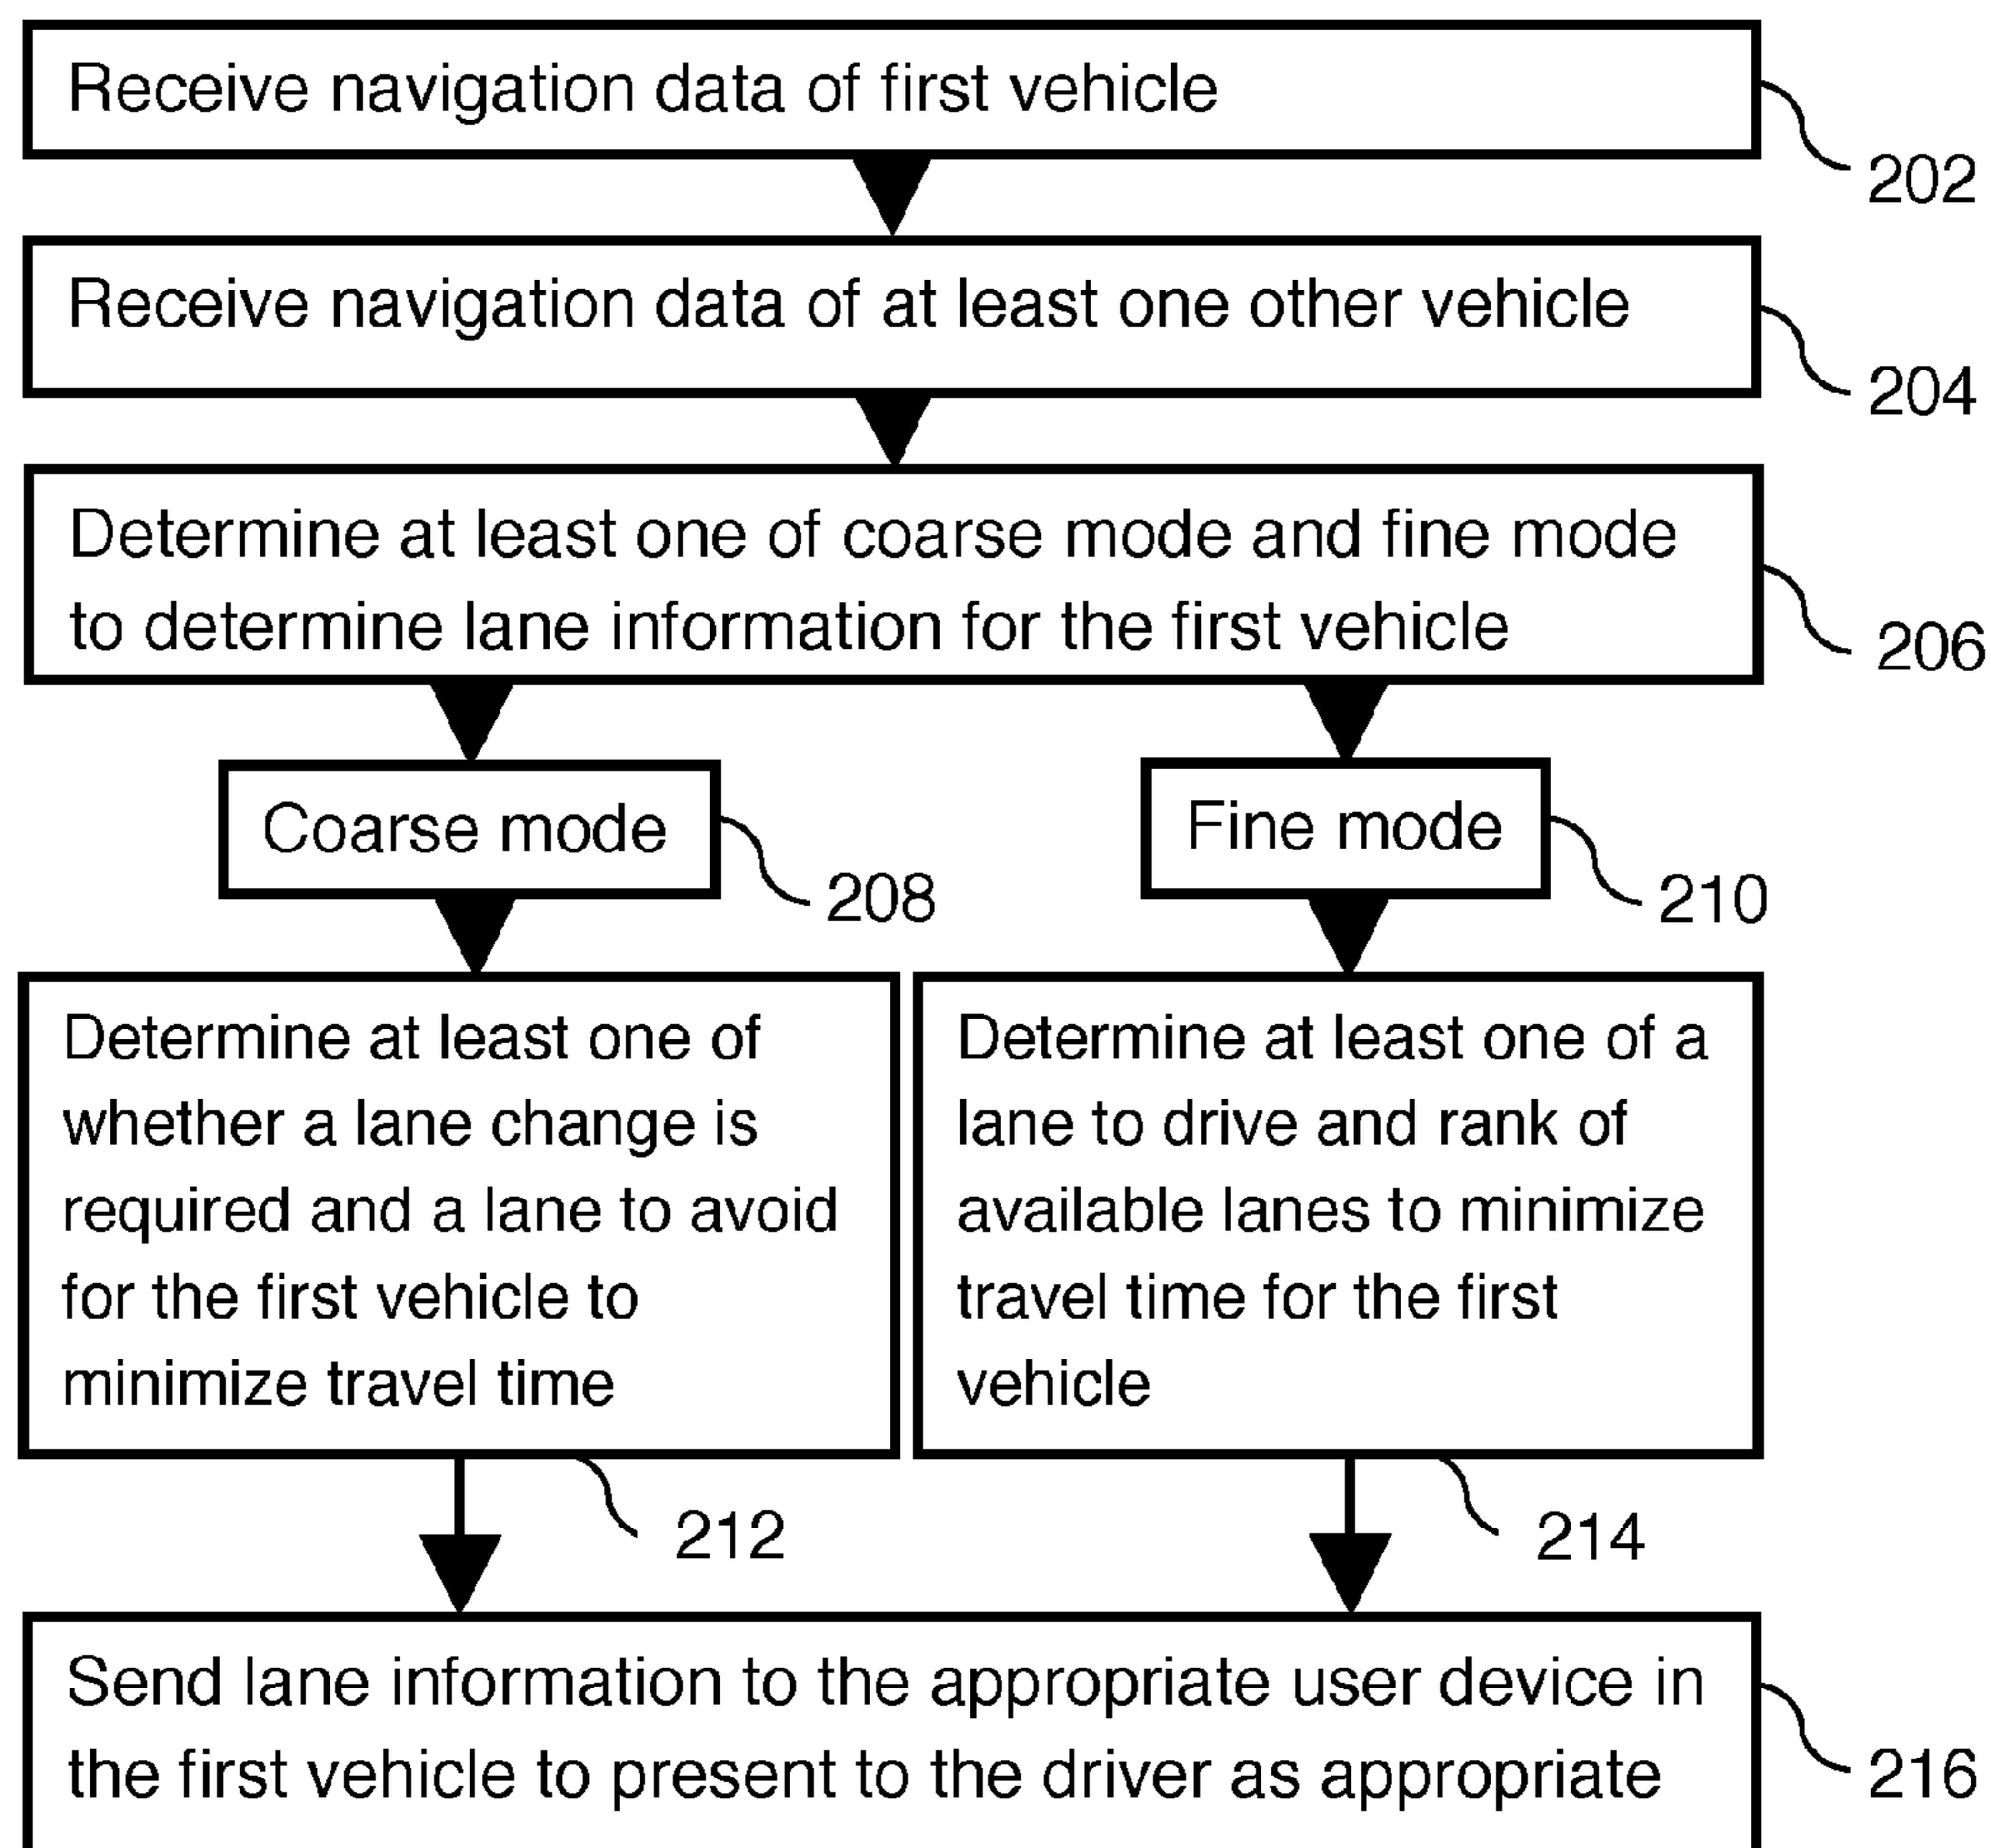 Receive navigation data of first vehicle
202
Receive navigation data of at least one other vehicle
204
Determine at least one of coarse mode and fine mode
to determine lane information for the first vehicle
206
Coarse mode
208
Fine mode
210
Determine at least one of
whether a lane change is
required and a lane to avoid
for the first vehicle to
minimize travel time
212
Determine at least one of a
lane to drive and rank of
available lanes to minimize
travel time for the first
vehicle
214
Send lane information to the appropriate user device in
the first vehicle to present to the driver as appropriate
216